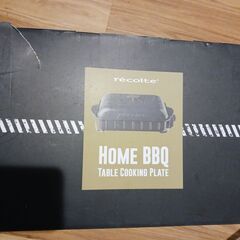 récolte
HOME BBQ
TABLE COOKING PLATE